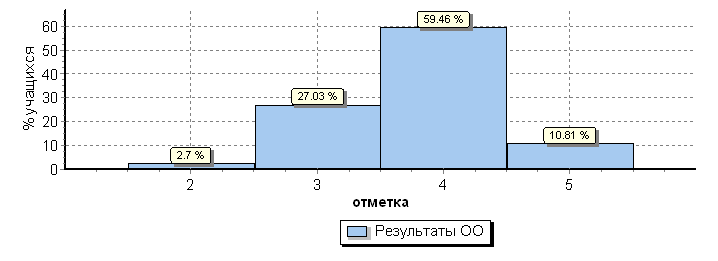 % учащихся
60
50
40
30
20
10
0
2.7 %
27.03 %
59.46 %
10.81 %
2 3 4 5
отметка
Результаты ОО